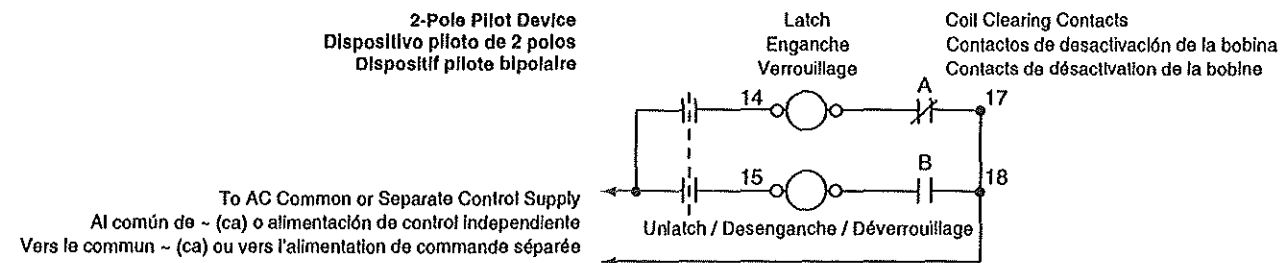 2-Pole Pilot Device
Dispositivo piloto de 2 polos
Dispositif pilote bipolaire
Latch
Enganche
Verrouillage
Coil Clearing Contacts
Contactos de desactivación de la bobina
Contacts de désactivation de la bobine
14
A
17
15
B
18
To AC Common or Separate Control Supply
Al común de ~ (ca) o alimentación de control independiente
Vers le commun ~ (ca) ou vers l'alimentation de commande séparée
Unlatch / Desenganche / Déverrouillage